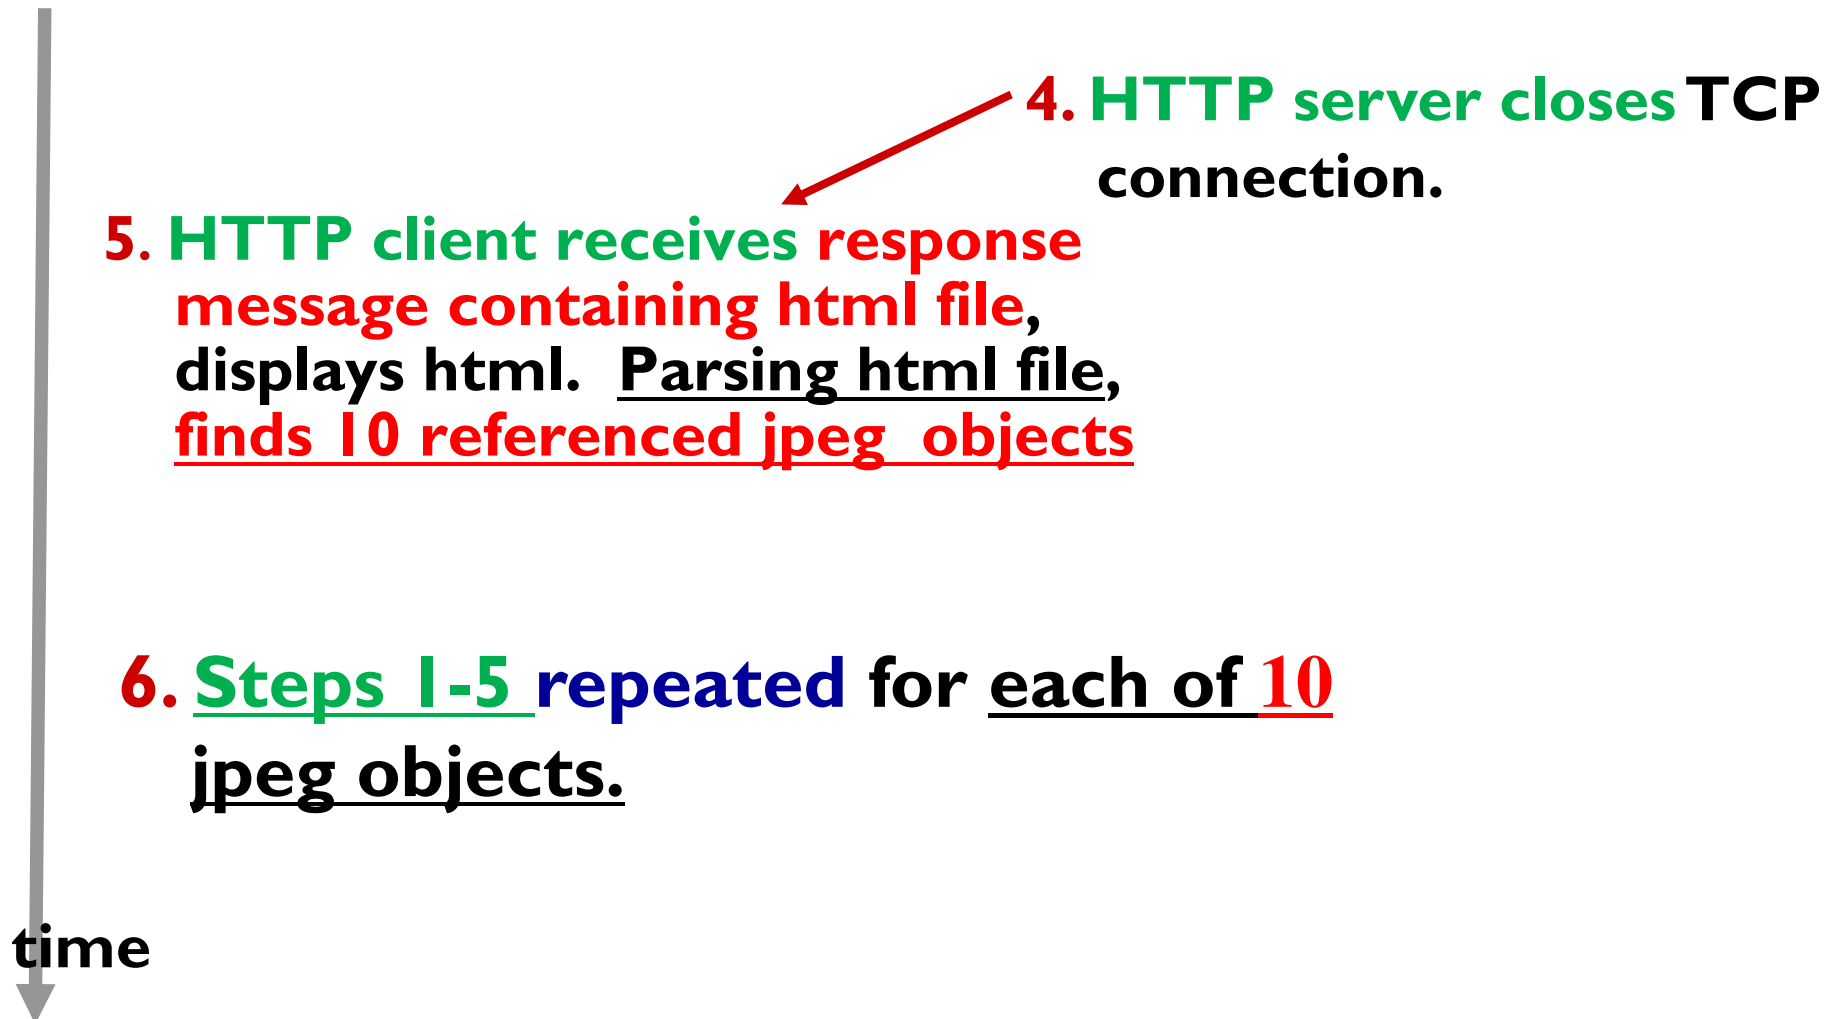 4. HTTP server closes TCP
connection.
5. HTTP client receives response
message containing html file,
displays html.  Parsing html file,
finds 10 referenced jpeg  objects
6. Steps 1-5 repeated for each of 10
jpeg objects.
time